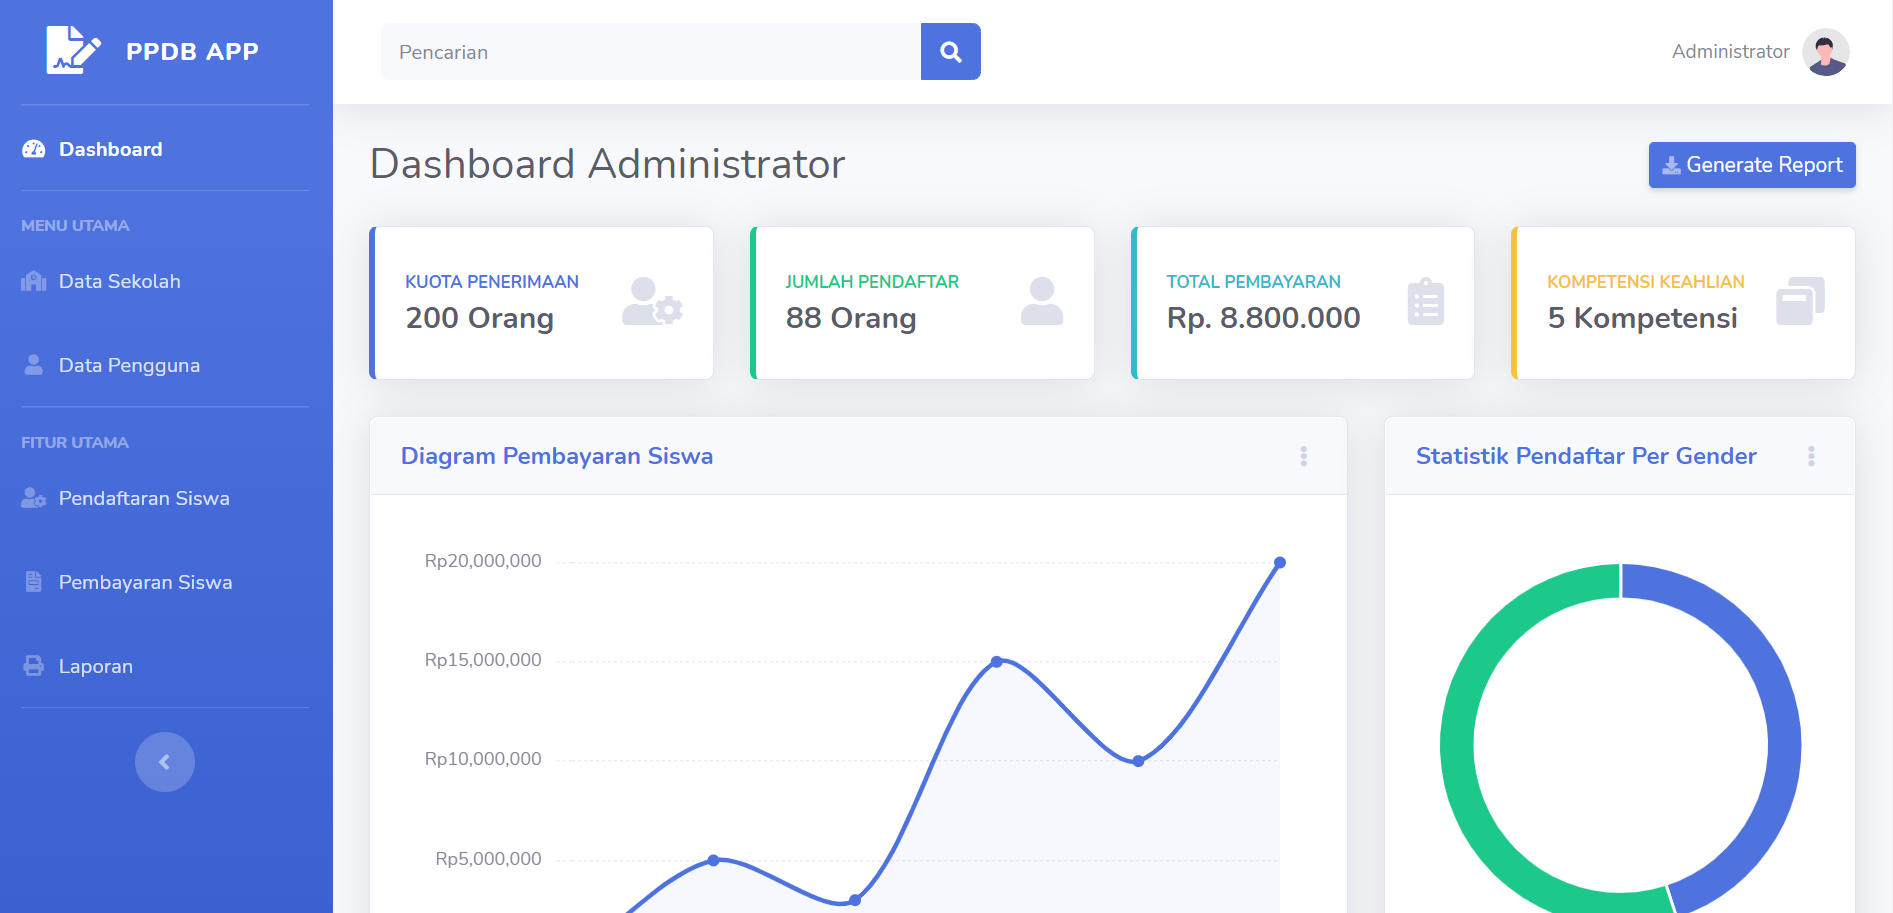 PPDB APP
Dashboard
MENU UTAMA
Data Sekolah
Data Pengguna
FITUR UTAMA
Pendaftaran Siswa
Pembayaran Siswa
Laporan
Pencarian
Administrator
Dashboard Administrator
Generate Report
KUOTA PENERIMAAN
200 Orang
JUMLAH PENDAFTAR
88 Orang
TOTAL PEMBAYARAN
Rp. 8.800.000
KOMPETENSI KEAHLIAN
5 Kompetensi
Diagram Pembayaran Siswa
Rp20,000,000
Rp15,000,000
Rp10,000,000
Rp5,000,000
Statistik Pendaftar Per Gender